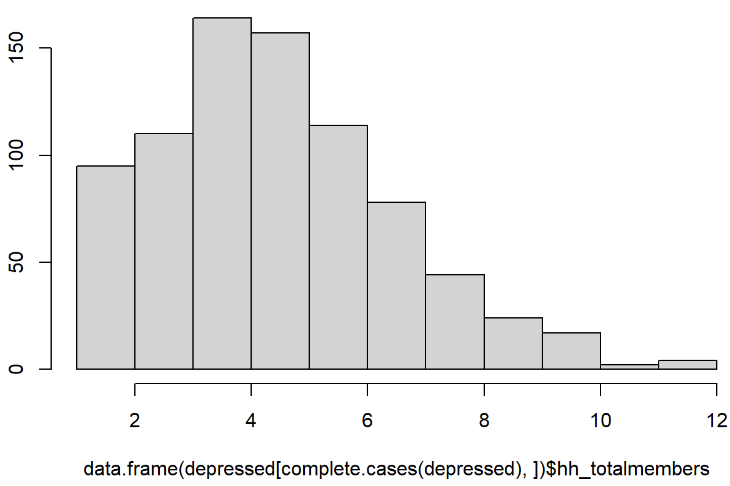 150
100
50
0
2 4 6 8 10 12
data.frame(depressed[complete.cases(depressed), ])$hh_totalmembers